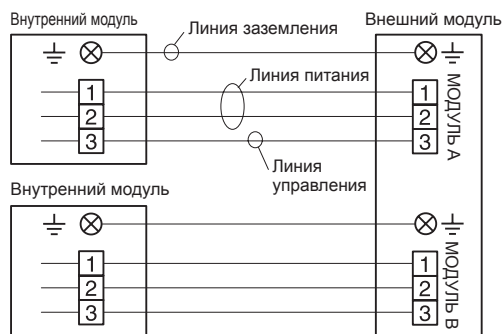 Внутренний модуль
Внешний модуль
Линия заземления
Линия питания
1
2
3
1
2
3
МОДУЛЬ A
Линия
управления
Внутренний модуль
1
2
3
1
2
3
МОДУЛЬ B